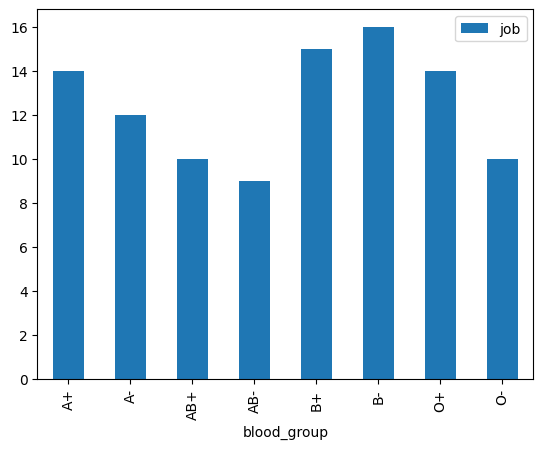 job
16
14
12
10
8
6
4
2
0
A+
A-
AB+
AB-
B+
B-
O+
O-
blood_group